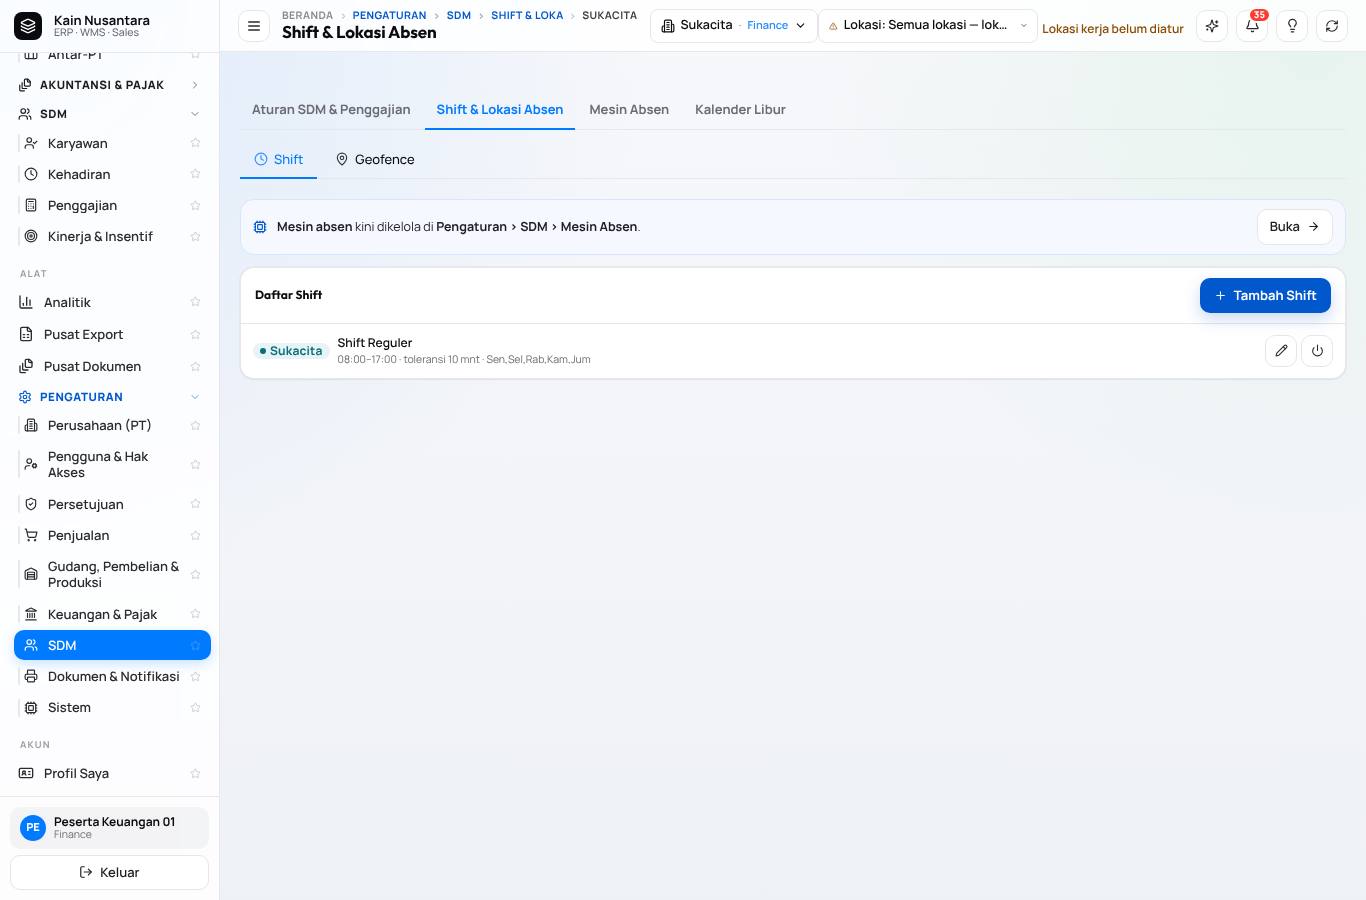 Kain Nusantara
ERP · WMS · Sales
Antar-PT
AKUNTANSI & PAJAK
SDM
Karyawan
Kehadiran
Penggajian
Kinerja & Insentif
ALAT
Analitik
Pusat Export
Pusat Dokumen
PENGATURAN
Perusahaan (PT)
Pengguna & Hak
Akses
Persetujuan
Penjualan
Gudang, Pembelian &
Produksi
Keuangan & Pajak
SDM
Dokumen & Notifikasi
Sistem
AKUN
Profil Saya
PE
Peserta Keuangan 01
Finance
Keluar
BERANDA > PENGATURAN > SDM > SHIFT & LOKA > SUKACITA
Shift & Lokasi Absen
Sukacita · Finance
Lokasi: Semua lokasi — lok...
Lokasi kerja belum diatur
35
Aturan SDM & Penggajian
Shift & Lokasi Absen
Mesin Absen
Kalender Libur
Shift
Geofence
Mesin absen kini dikelola di Pengaturan > SDM > Mesin Absen.
Buka
Daftar Shift
Tambah Shift
Sukacita
Shift Reguler
08:00–17:00 · toleransi 10 mnt · Sen,Sel,Rab,Kam,Jum